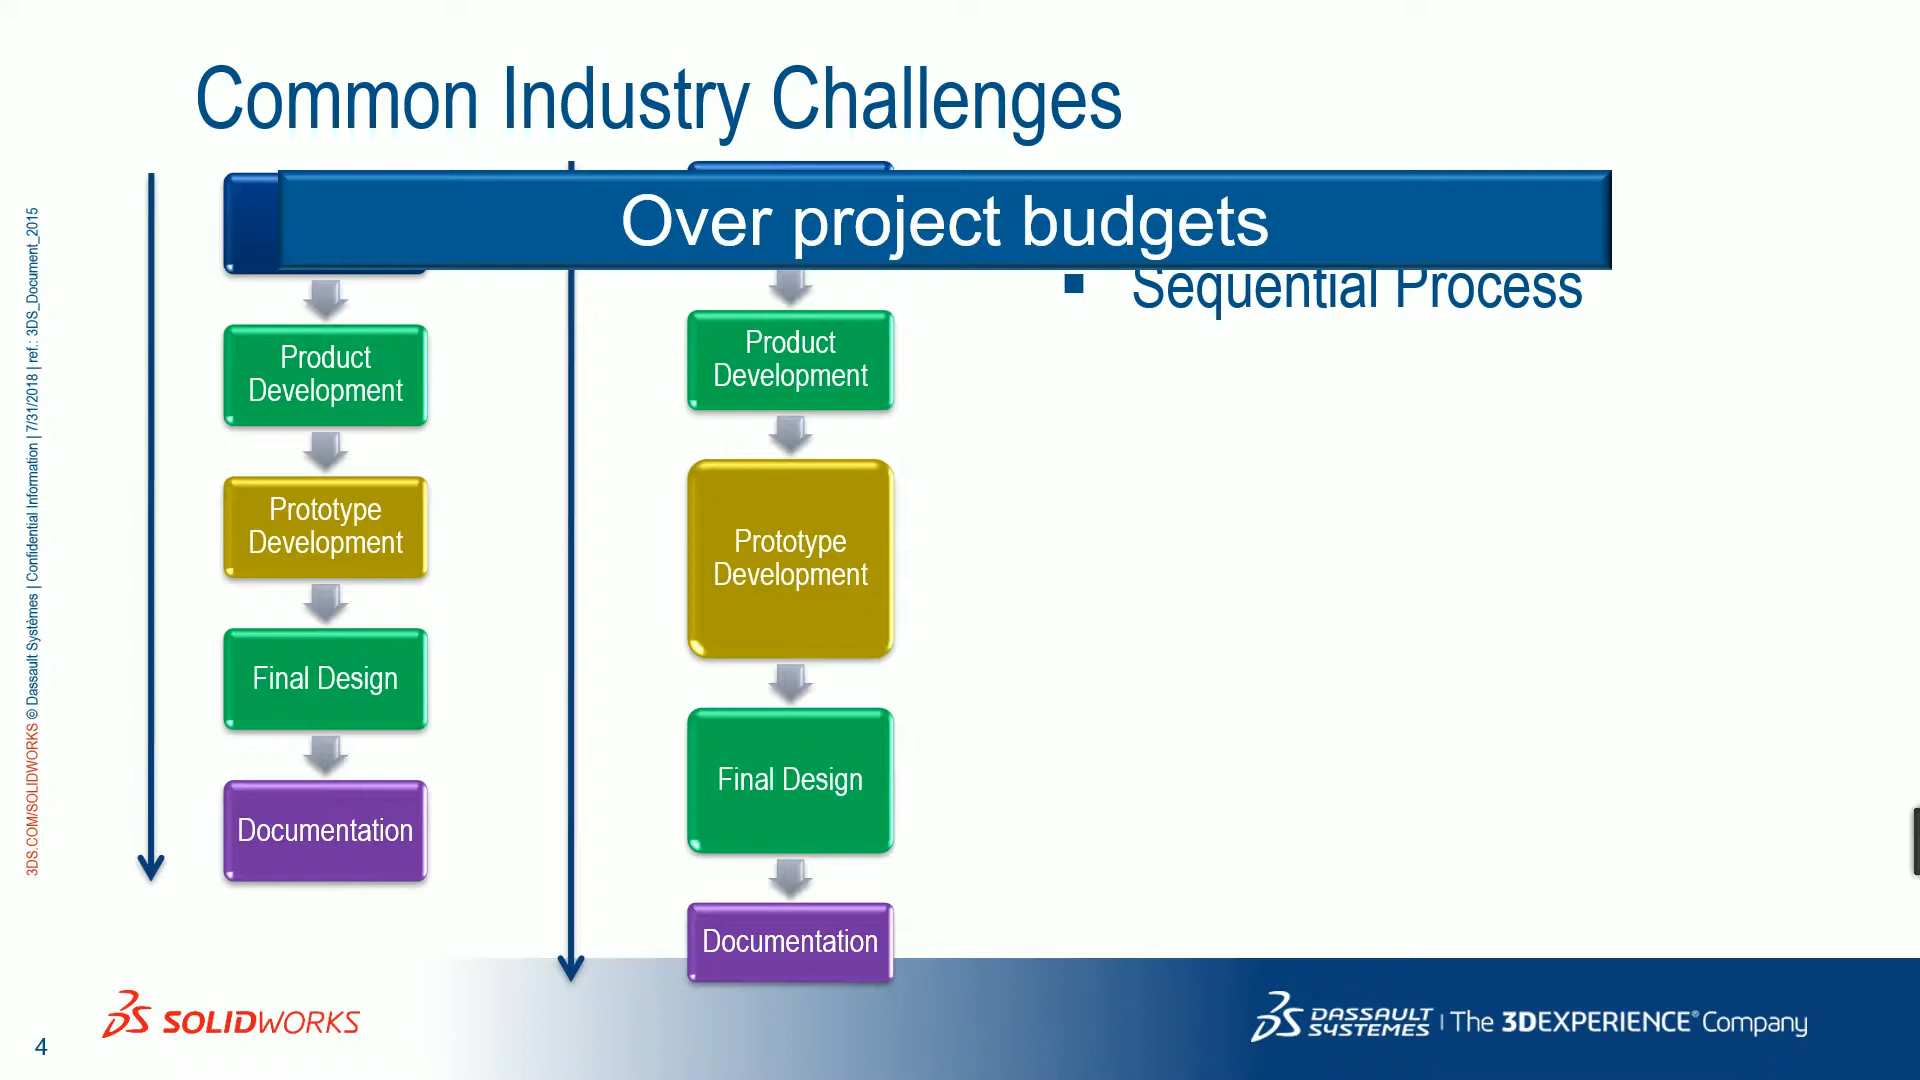 Common Industry Challenges
Over project budgets
Sequential Process
Product
Development
Prototype
Development
Final Design
Documentation
Product
Development
Prototype
Development
Final Design
Documentation
3DS.COM/SOLIDWORKS © Dassault Systèmes | Confidential Information | 7/31/2018 | ref.: 3DS_Document_2015
4
SOLIDWORKS
DASSAULT
SYSTEMES
The 3DEXPERIENCE® Company